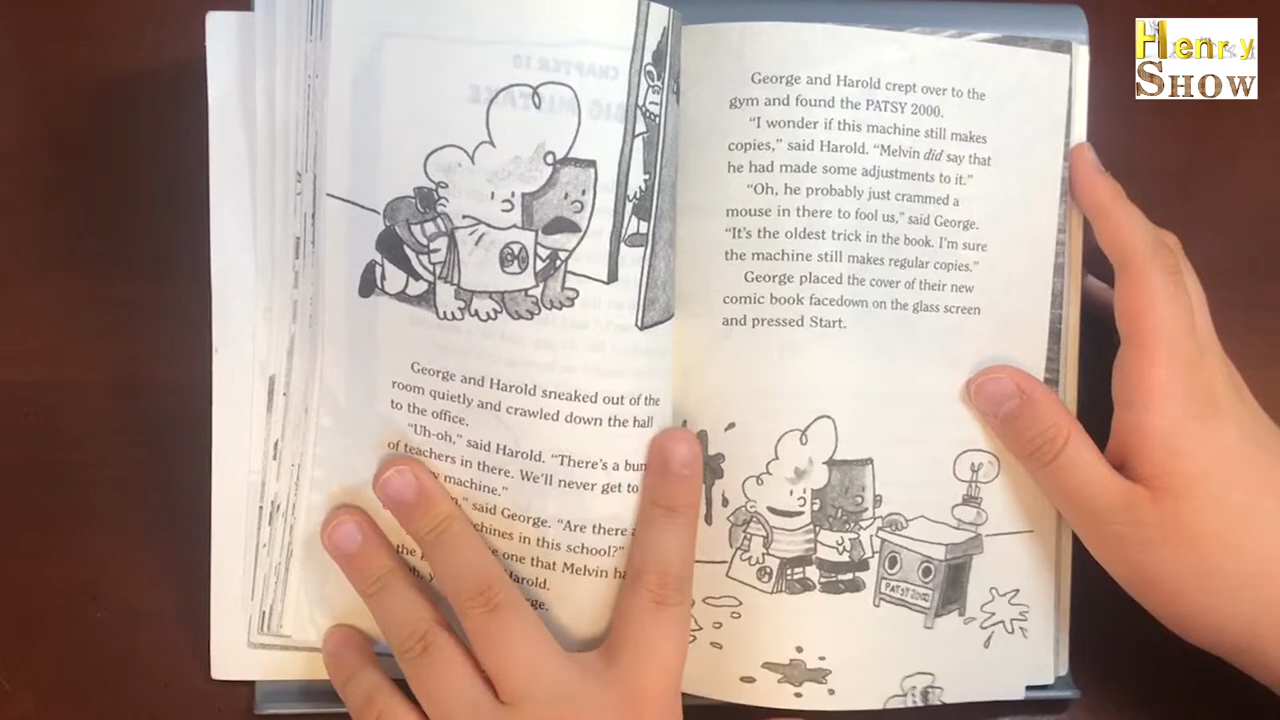 George and Harold sneaked out of the
room quietly and crawled down the hall
to the office.
"Uh-oh," said Harold. "There's a
of teachers in there. We'll never get to
machine."
said George. "Are there
in this school?"
the one that Melvin
Harold.
George and Harold crept over to the
gym and found the PATSY 2000.
"I wonder if this machine still makes
copies," said Harold. "Melvin did say that
he had made some adjustments to it."
"Oh, he probably just crammed a
mouse in there to fool us," said George.
"It's the oldest trick in the book. I'm sure
the machine still makes regular copies."
George placed the cover of their new
comic book facedown on the glass screen
and pressed Start.
PATSY 2000
Henry
SHOW